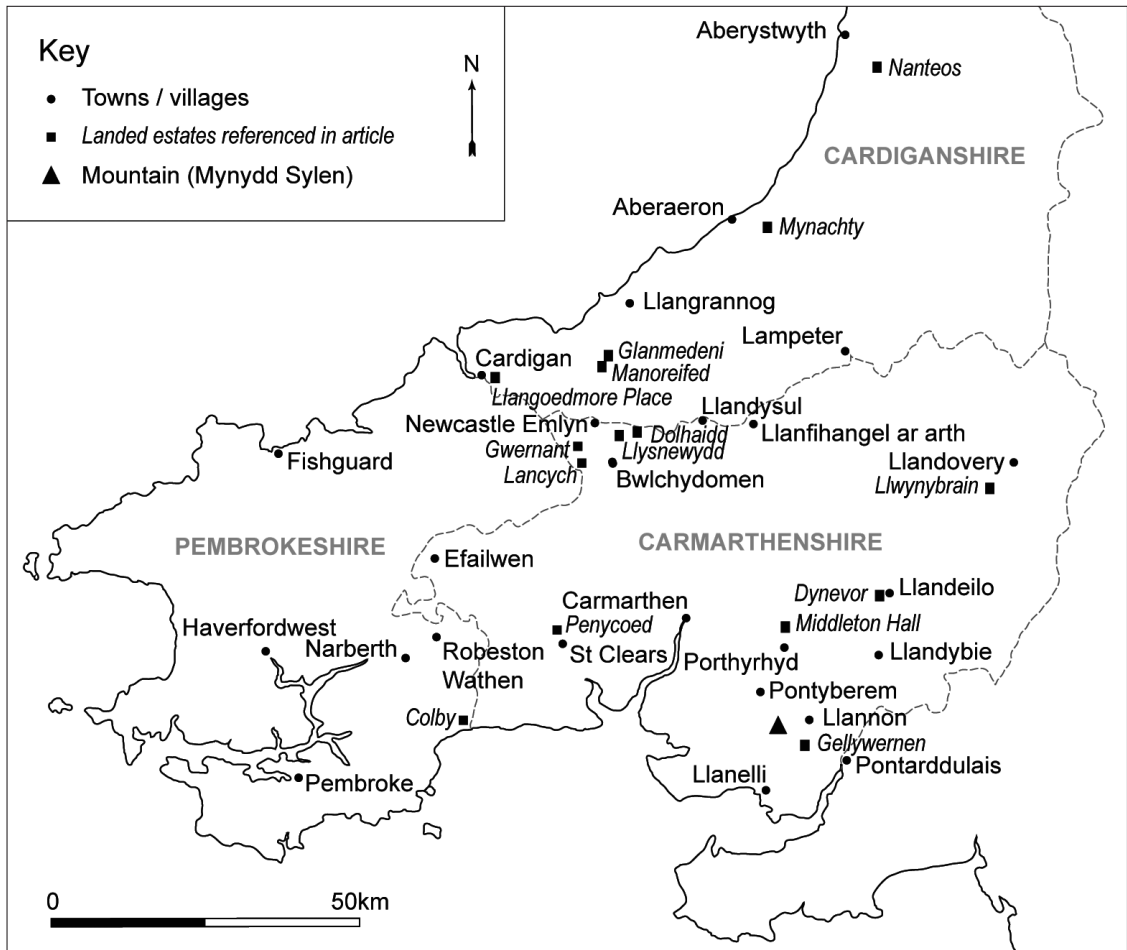 Key
Towns / villages
Landed estates referenced in article
Mountain (Mynydd Sylen)
N
Aberystwyth
Nanteos
CARDIGANSHIRE
Aberaeron
Mynachty
Llangrannog
Lampeter
Glanmedeni
Manoreifed
Cardigan
Llangoedmore Place
Newcastle Emlyn
Llandysul
Llanfihangel ar arth
Dolhaidd
Llysnewydd
Gwernant
Lancych
Bwlchydomen
Fishguard
Llandovery
Llwynybrain
PEMBROKESHIRE
CARMARTHENSHIRE
Efailwen
Dynevor
Llandeilo
Carmarthen
Penycoed
Middleton Hall
Haverfordwest
Narberth
Robeston
Wathen
St Clears
Porthyrhyd
Llandybie
Pontyberem
Colby
Llannon
Gellywernen
Pembroke
Llanelli
Pontarddulais
0
50km